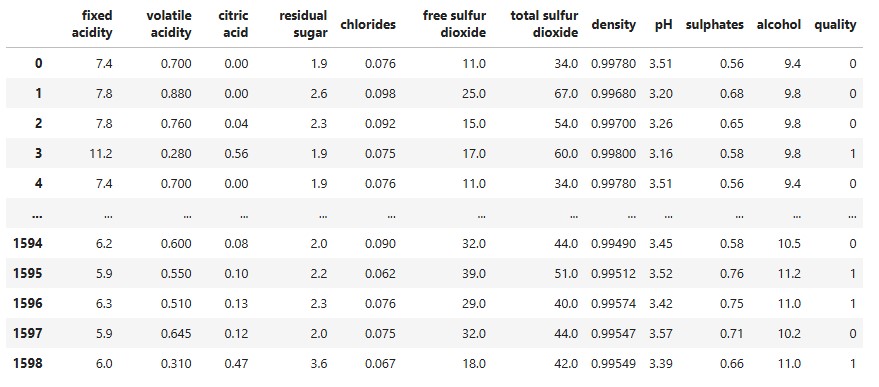 fixed acidity volatile acidity citric acid residual sugar chlorides free sulfur dioxide total sulfur dioxide density pH sulphates alcohol quality
0 7.4 0.700 0.00 1.9 0.076 11.0 34.0 0.99780 3.51 0.56 9.4 0
1 7.8 0.880 0.00 2.6 0.098 25.0 67.0 0.99680 3.20 0.68 9.8 0
2 7.8 0.760 0.04 2.3 0.092 15.0 54.0 0.99700 3.26 0.65 9.8 0
3 11.2 0.280 0.56 1.9 0.075 17.0 60.0 0.99800 3.16 0.58 9.8 1
4 7.4 0.700 0.00 1.9 0.076 11.0 34.0 0.99780 3.51 0.56 9.4 0
... ... ... ... ... ... ... ... ... ... ... ... ...
1594 6.2 0.600 0.08 2.0 0.090 32.0 44.0 0.99490 3.45 0.58 10.5 0
1595 5.9 0.550 0.10 2.2 0.062 39.0 51.0 0.99512 3.52 0.76 11.2 1
1596 6.3 0.510 0.13 2.3 0.076 29.0 40.0 0.99574 3.42 0.75 11.0 1
1597 5.9 0.645 0.12 2.0 0.075 32.0 44.0 0.99547 3.57 0.71 10.2 0
1598 6.0 0.310 0.47 3.6 0.067 18.0 42.0 0.99549 3.39 0.66 11.0 1